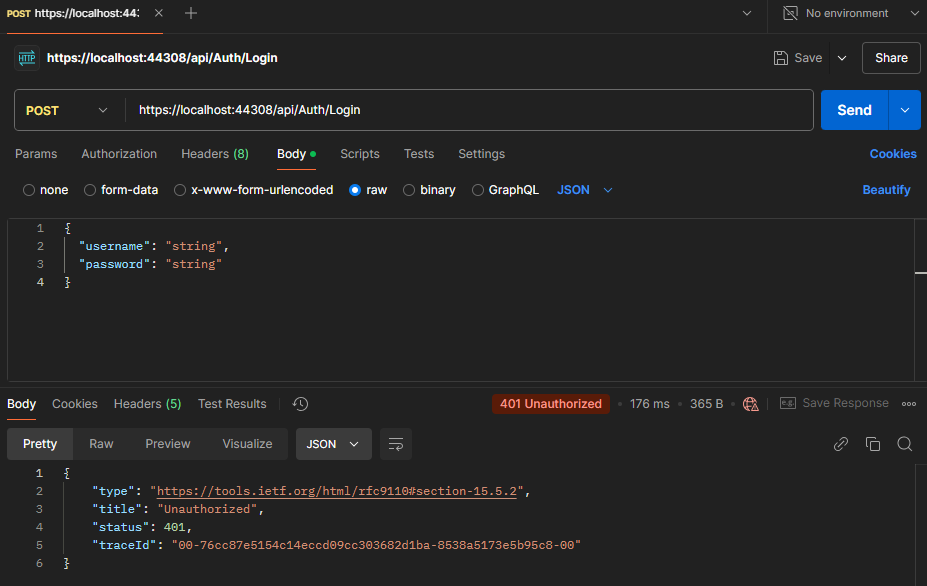 POST https://localhost:44:
No environment
HTTP https://localhost:44308/api/Auth/Login
Save
Share
POST https://localhost:44308/api/Auth/Login
Send
Params Authorization Headers (8) Body Scripts Tests Settings Cookies
none form-data x-www-form-urlencoded raw binary GraphQL JSON Beautify
1 {
2 "username": "string",
3 "password": "string"
4 }
Body Cookies Headers (5) Test Results 401 Unauthorized • 176 ms • 365 B • e.g. Save Response
Pretty Raw Preview Visualize JSON
1 {
2 "type": "https://tools.ietf.org/html/rfc9110#section-15.5.2",
3 "title": "Unauthorized",
4 "status": 401,
5 "traceId": "00-76cc87e5154c14eccd09cc303682d1ba-8538a5173e5b95c8-00"
6 }